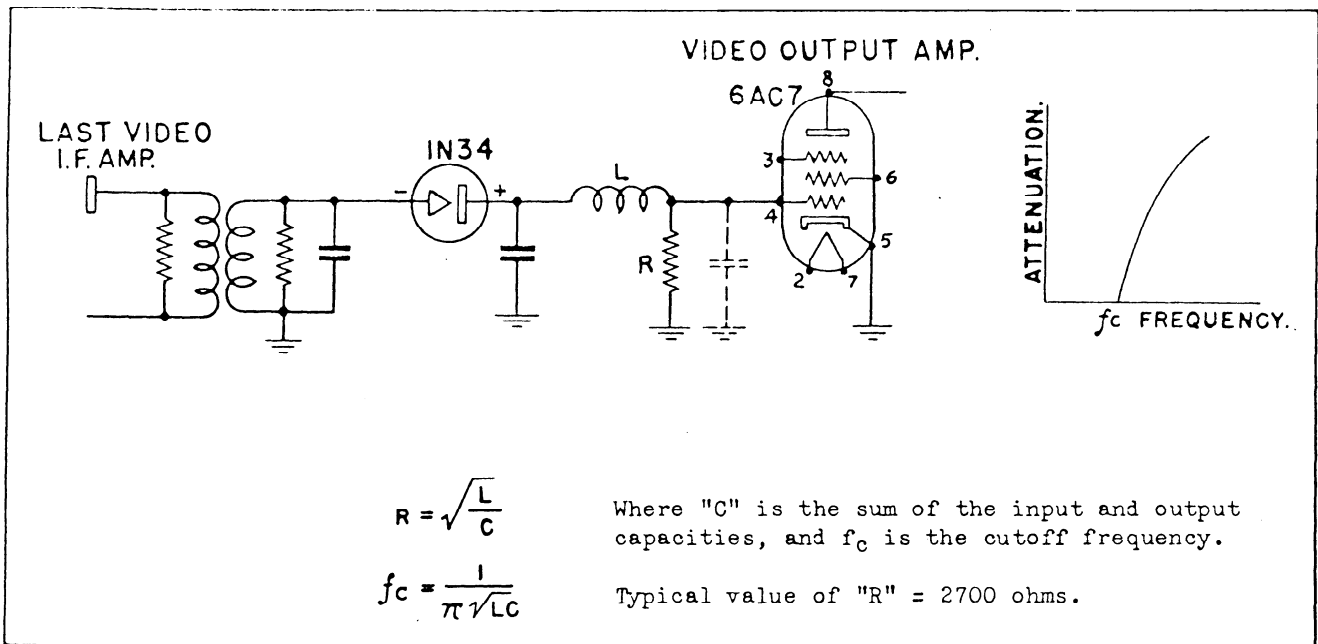 VIDEO OUTPUT AMP.
8
6AC7
LAST VIDEO
I.F. AMP.
IN34
- +
L
3
6
4
5
R
2 7
ATTENUATION.
fc FREQUENCY.
R = √L/C
Where "C" is the sum of the input and output
capacities, and fc is the cutoff frequency.
fc = 1/π√LC
Typical value of "R" = 2700 ohms.